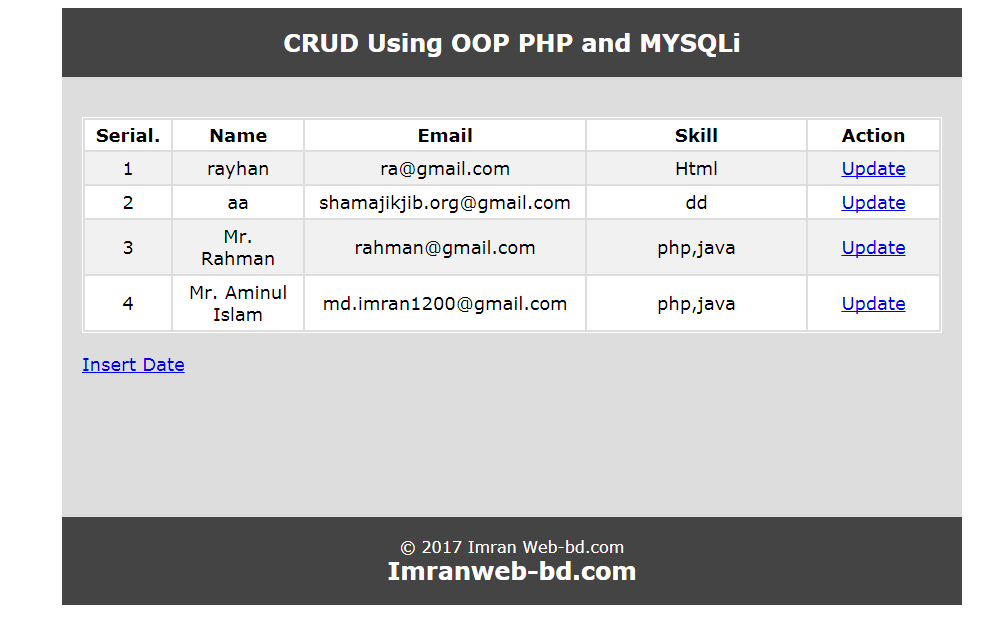 CRUD Using OOP PHP and MYSQLi
Serial. Name Email Skill Action
1 rayhan ra@gmail.com Html Update
2 aa shamajikjib.org@gmail.com dd Update
3 Mr. Rahman rahman@gmail.com php,java Update
4 Mr. Aminul Islam md.imran1200@gmail.com php,java Update
Insert Date
© 2017 Imran Web-bd.com
Imranweb-bd.com